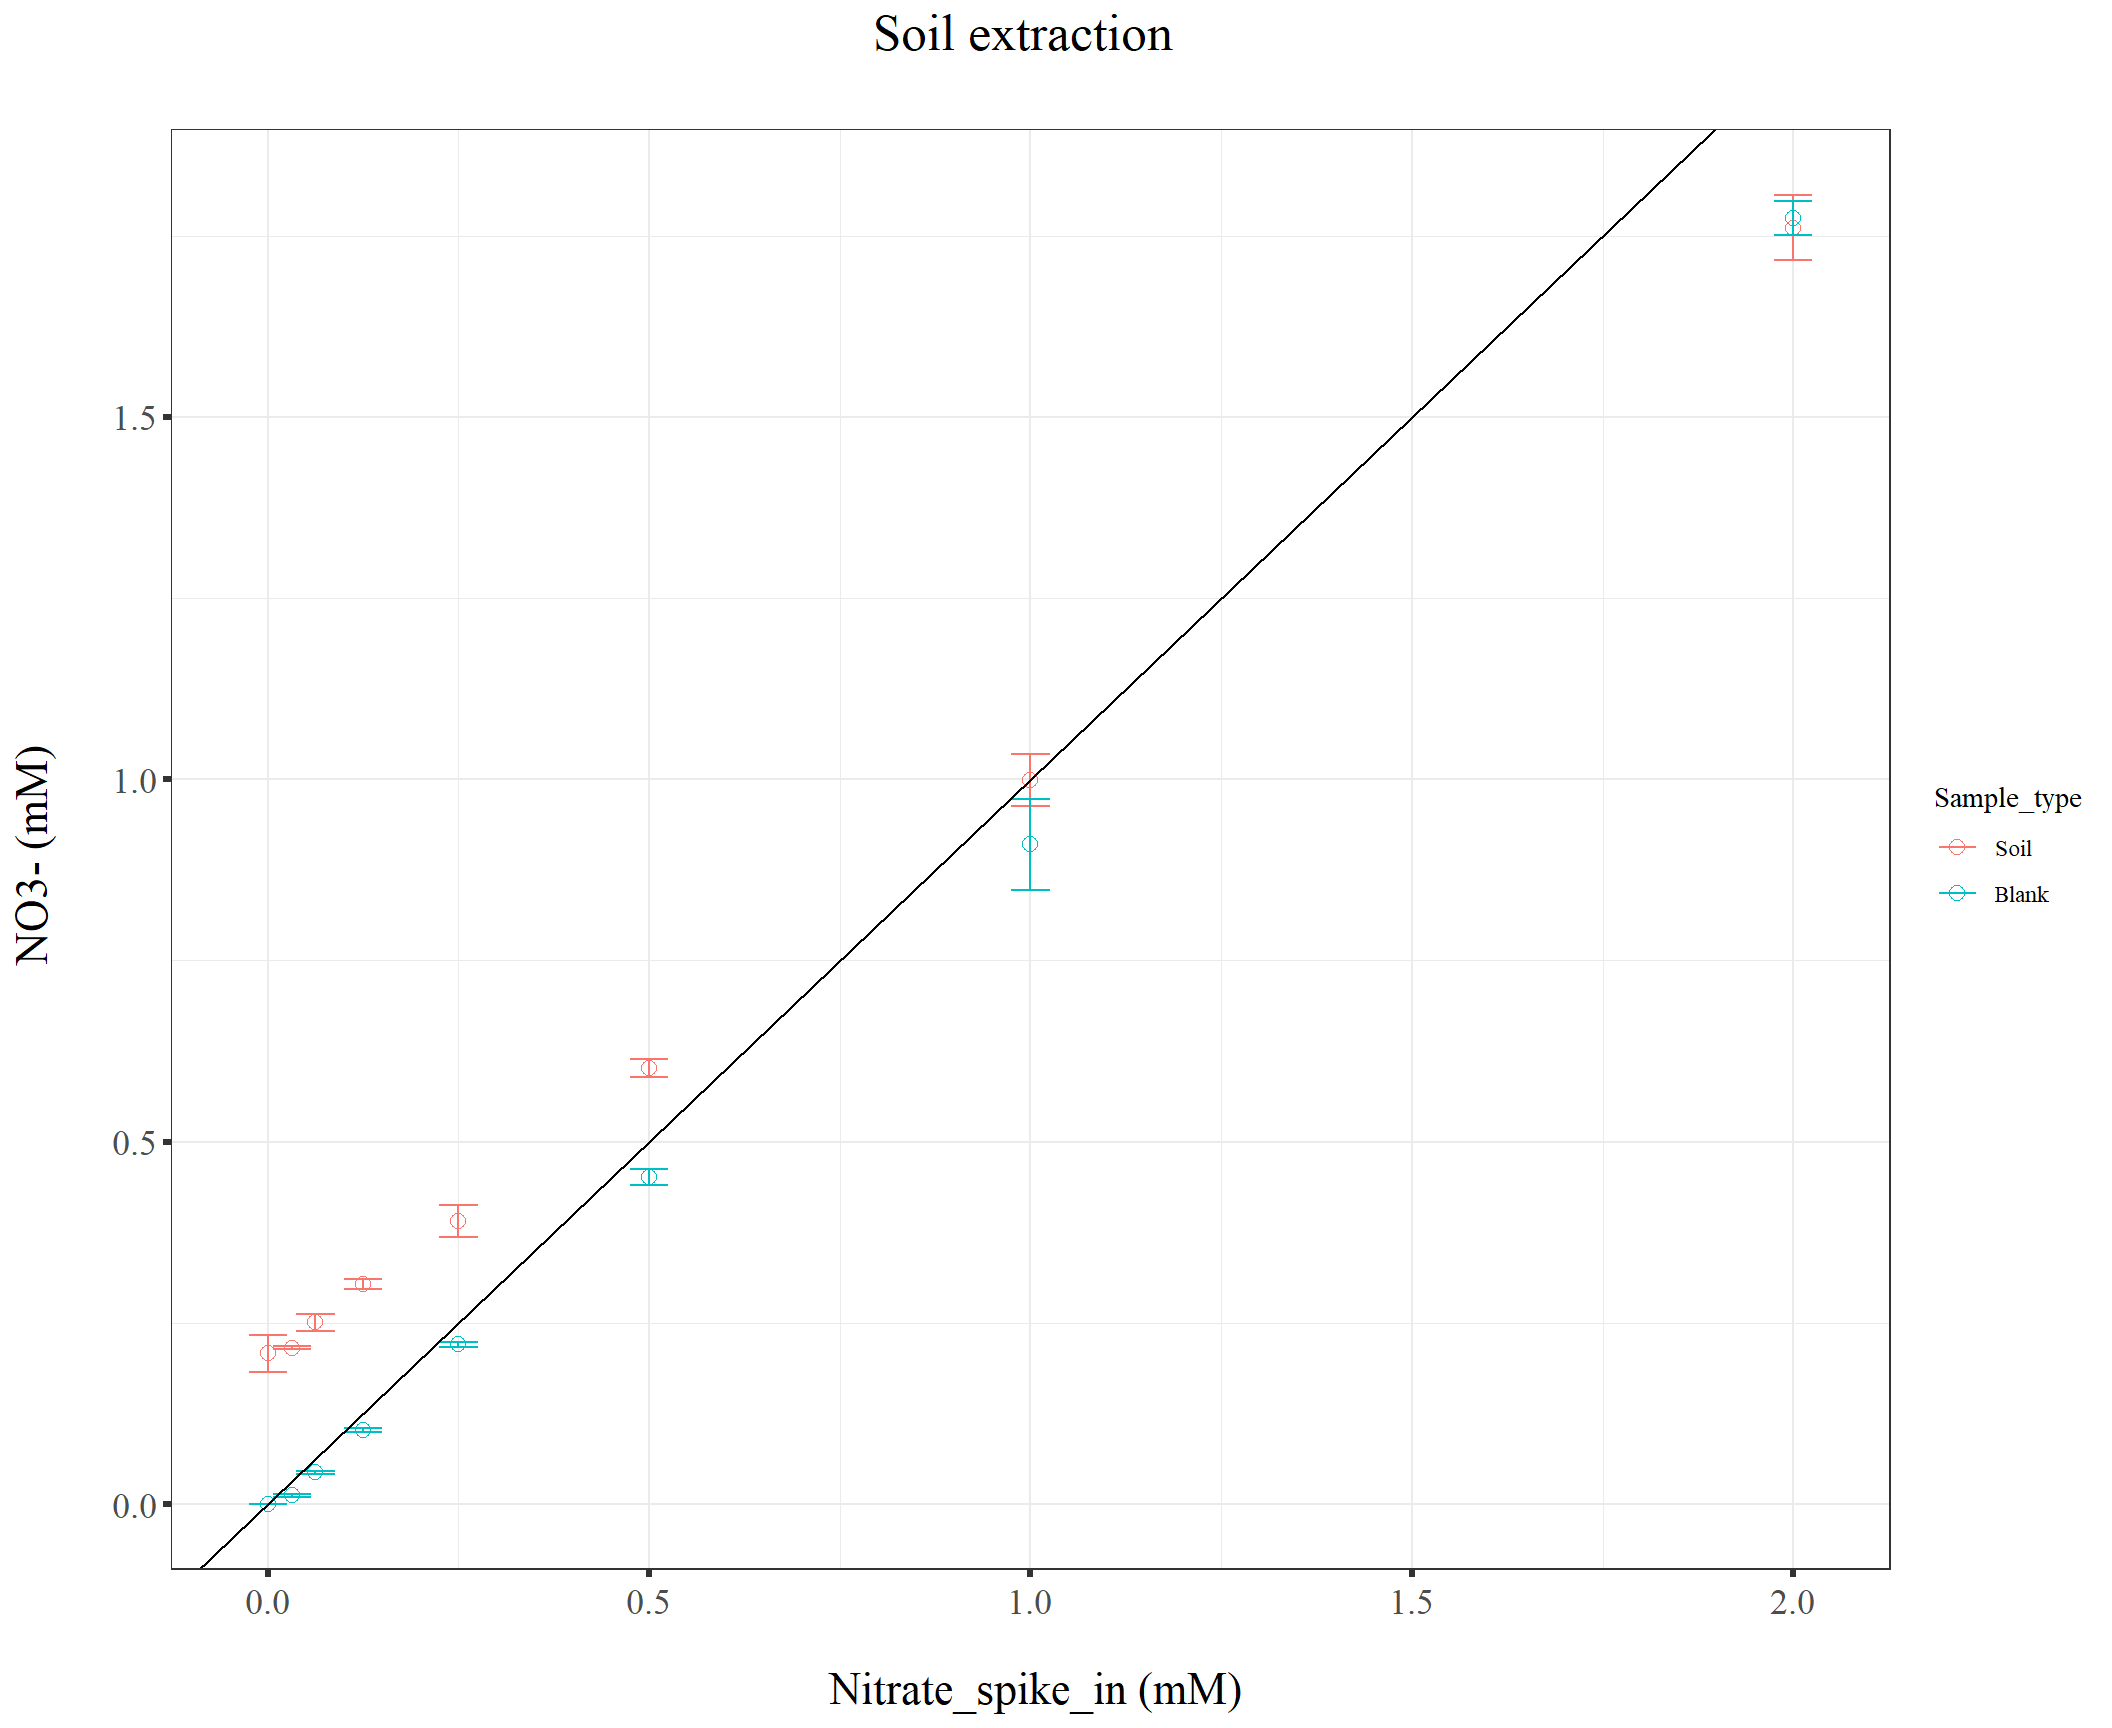 Soil extraction
NO3- (mM)
1.5
1.0
0.5
0.0
0.0 0.5 1.0 1.5 2.0
Nitrate_spike_in (mM)
Sample_type
Soil
Blank